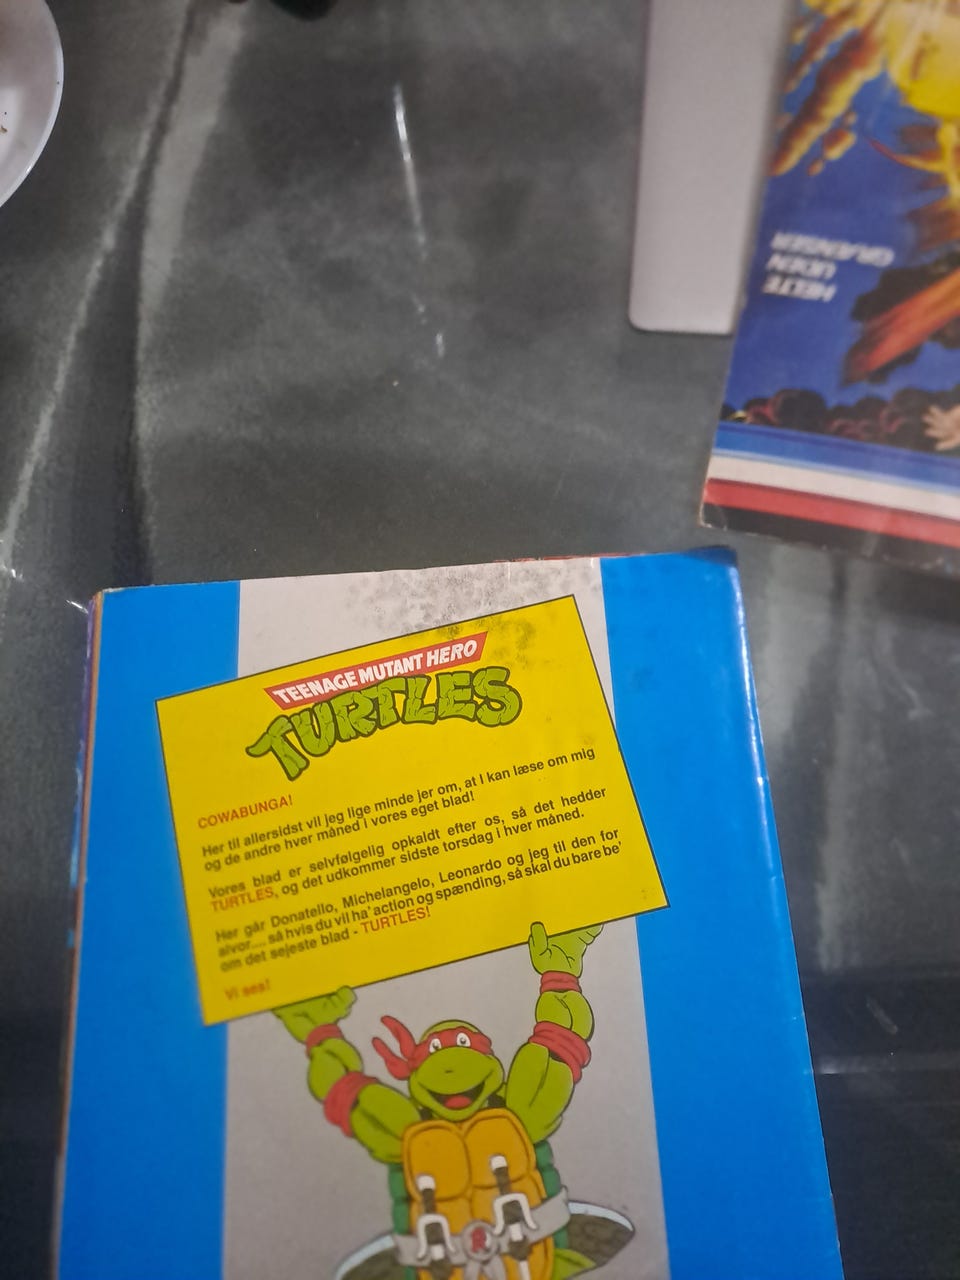 HELTE
UDEN
GRÆNSER
TEENAGE MUTANT HERO
TURTLES
COWABUNGA!
Her til allersidst vil jeg lige minde jer om, at I kan læse om mig
og de andre hver måned i vores eget blad!
Vores blad er selvfølgelig opkaldt efter os, så det hedder
TURTLES, og det udkommer sidste torsdag i hver måned.
Her går Donatello, Michelangelo, Leonardo og jeg til den for
alvor.... så hvis du vil ha' action og spænding, så skal du bare be'
om det sejeste blad - TURTLES!
Vi ses!
R